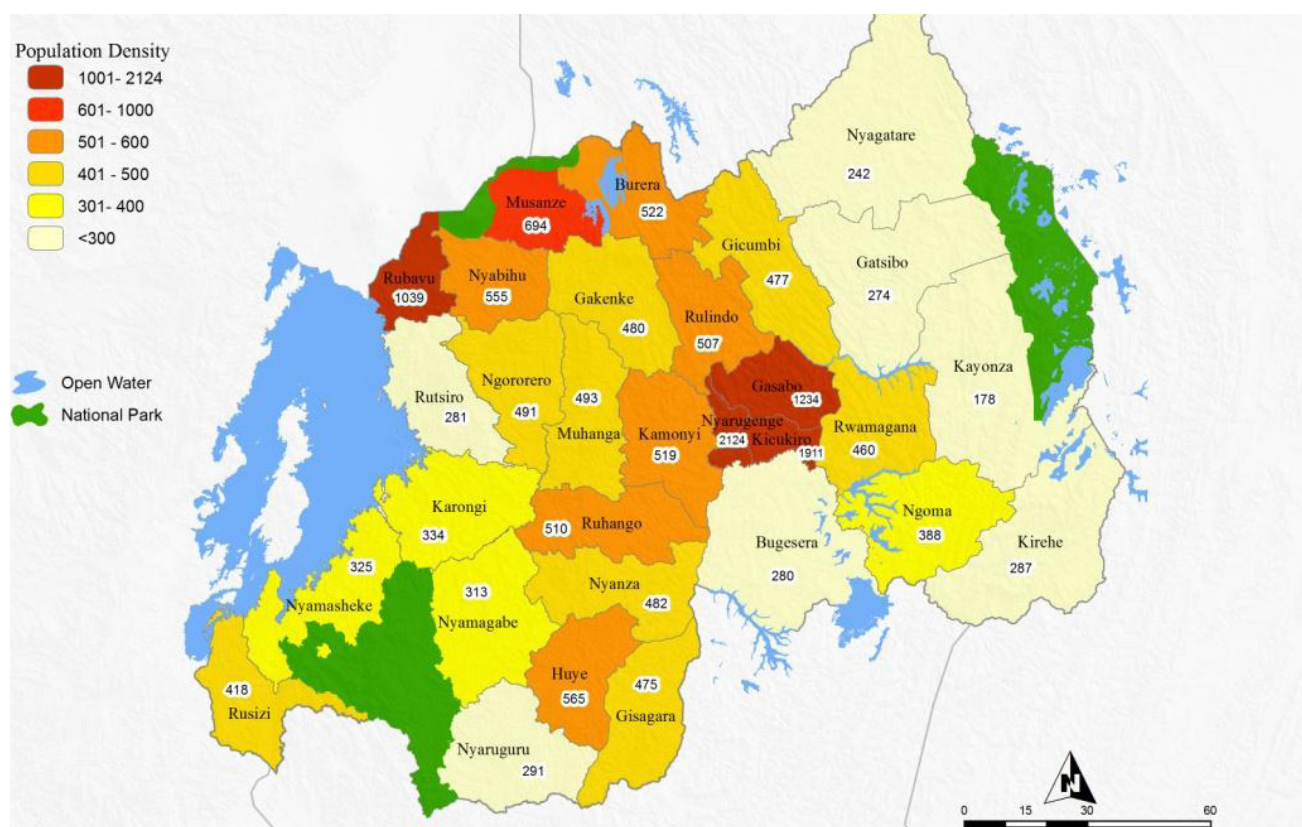 Population Density
1001- 2124
601- 1000
501 - 600
401 - 500
301 - 400
<300
Open Water
National Park
Nyagatare
242
Burera
522
Musanze
694
Gicumbi
477
Gatsibo
274
Rubavu
1039
Nyabihu
555
Gakenke
480
Rulindo
507
Kayonza
178
Gasabo
1234
Rutsiro
281
Ngororero
491
493
Muhanga
Kamonyi
519
Nyarugenge
2124
Kicukiro
1911
Rwamagana
460
Karongi
334
Ruhango
510
Ngoma
388
Bugesera
280
Kirehe
287
325
Nyamasheke
313
Nyamagabe
Nyanza
482
Huye
565
475
Gisagara
418
Rusizi
Nyaruguru
291
N
0 15 30 60